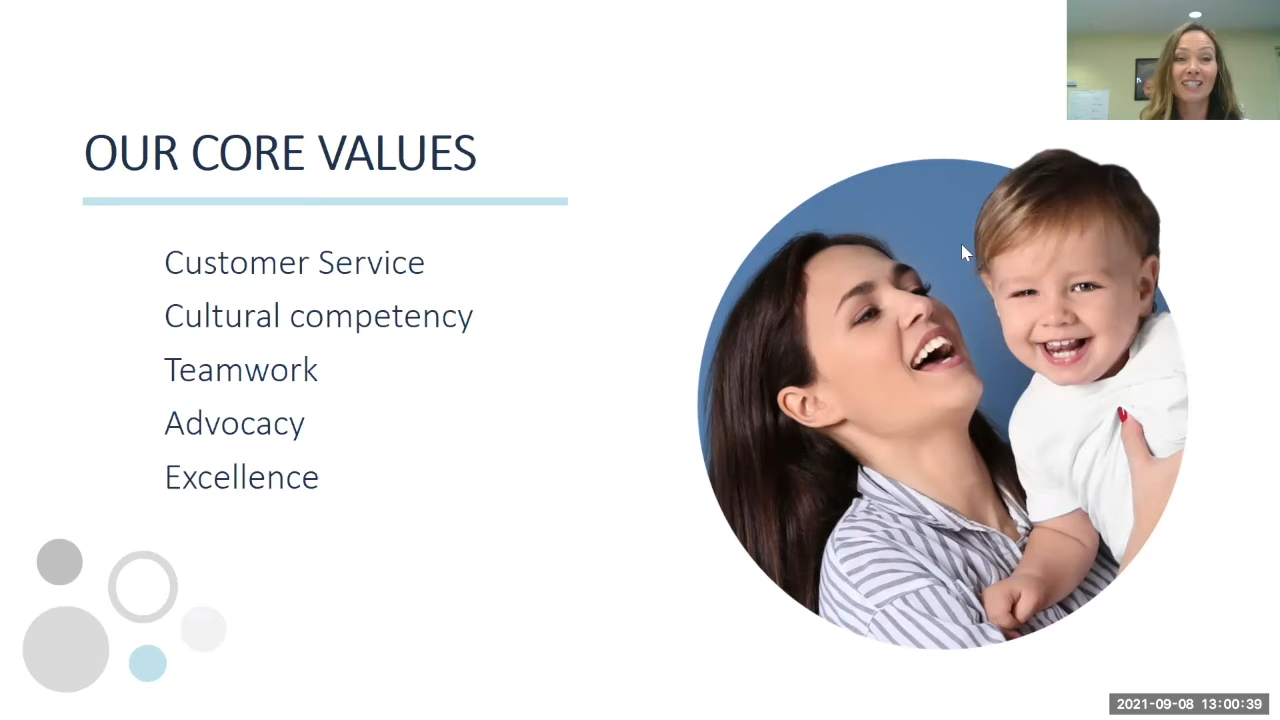 OUR CORE VALUES
Customer Service
Cultural competency
Teamwork
Advocacy
Excellence
2021-09-08 13:00:39